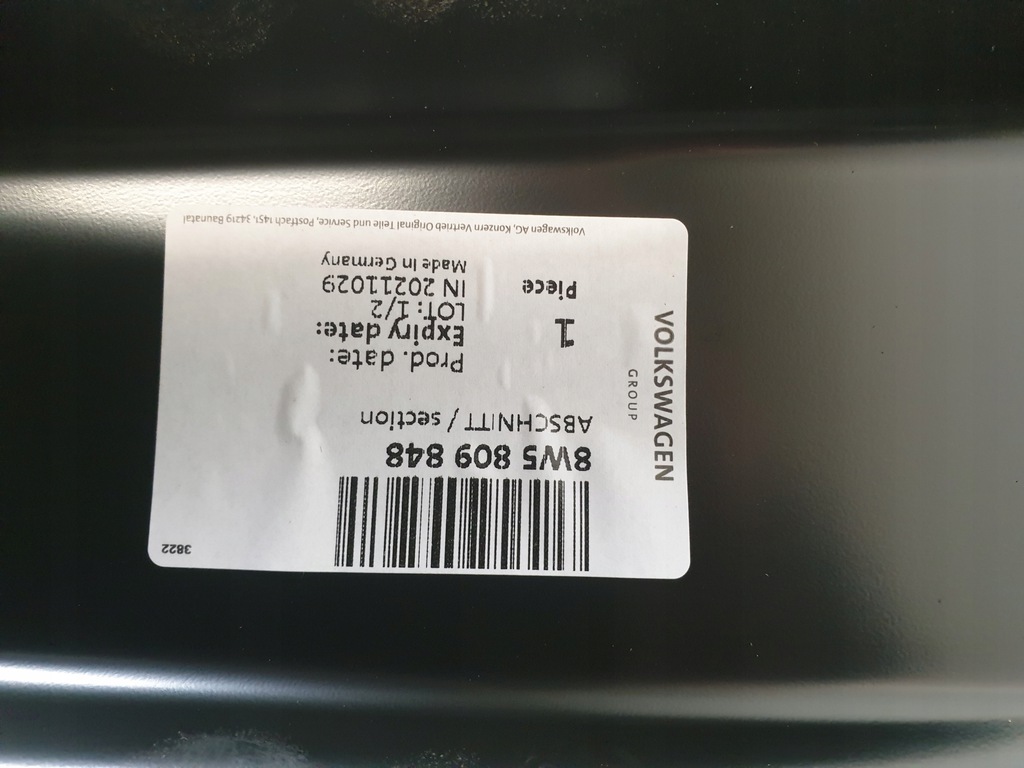 3822
8W5 809 848
ABSCHNITT / section
Prod. date:
Expiry date:
LOT: 1/2
IN 20211029
Made In Germany
1
Piece
Volkswagen AG, Konzern Vertrieb Original Teile und Service, Postfach 1451, 34219 Baunatal
VOLKSWAGEN
GROUP